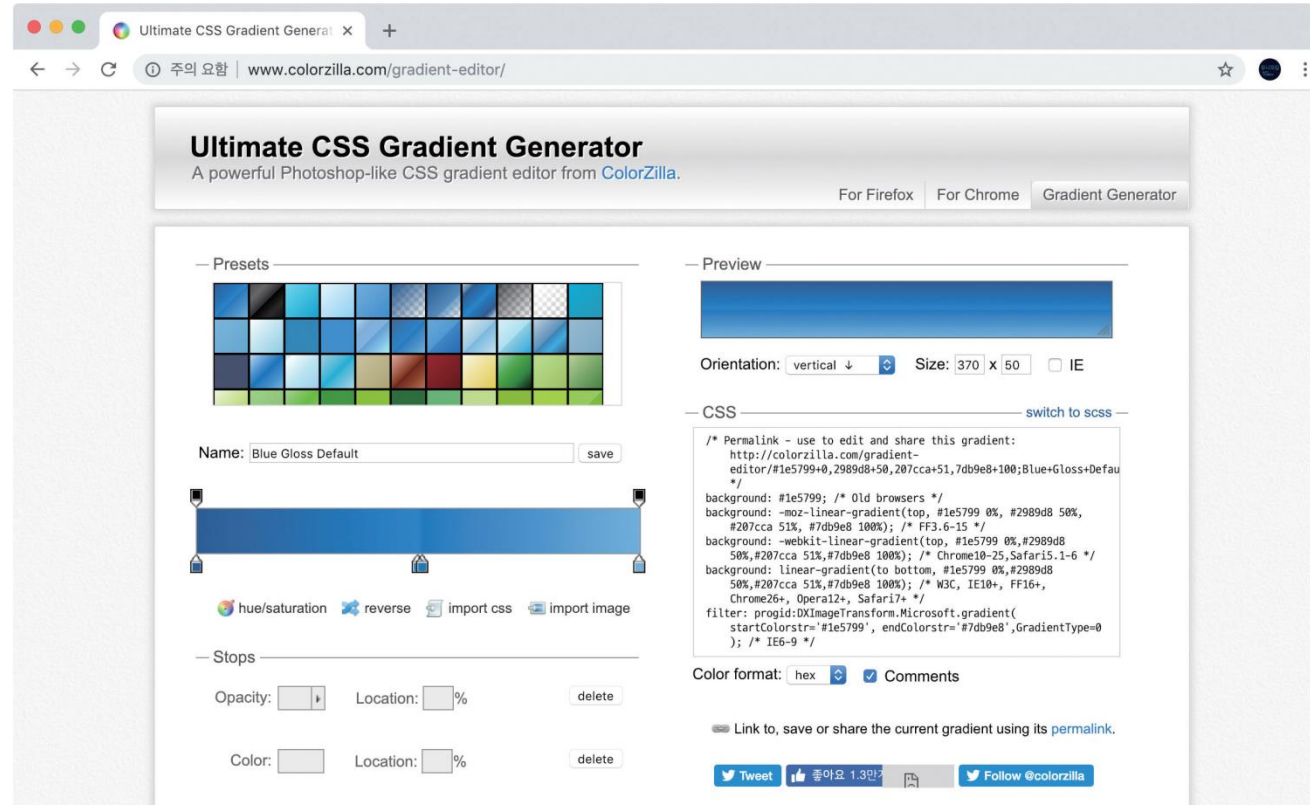 Ultimate CSS Gradient Generat
주의 요함 | www.colorzilla.com/gradient-editor/
Ultimate CSS Gradient Generator
A powerful Photoshop-like CSS gradient editor from ColorZilla.
For Firefox For Chrome Gradient Generator
Presets
Name: Blue Gloss Default save
hue/saturation reverse import css import image
Stops
Opacity: Location: % delete
Color: Location: % delete
Preview
Orientation: vertical ↓ Size: 370 x 50 IE
CSS switch to scss
/* Permalink - use to edit and share this gradient:
http://colorzilla.com/gradient-
editor/#1e5799+0,2989d8+50,207cca+51,7db9e8+100;Blue+Gloss+Defau
*/
background: #1e5799; /* Old browsers */
background: -moz-linear-gradient(top, #1e5799 0%, #2989d8 50%,
#207cca 51%, #7db9e8 100%); /* FF3.6-15 */
background: -webkit-linear-gradient(top, #1e5799 0%,#2989d8
50%,#207cca 51%,#7db9e8 100%); /* Chrome10-25,Safari5.1-6 */
background: linear-gradient(to bottom, #1e5799 0%,#2989d8
50%,#207cca 51%,#7db9e8 100%); /* W3C, IE10+, FF16+,
Chrome26+, Opera12+, Safari7+ */
filter: progid:DXImageTransform.Microsoft.gradient(
startColorstr='#1e5799', endColorstr='#7db9e8',GradientType=0
); /* IE6-9 */
Color format: hex Comments
Link to, save or share the current gradient using its permalink.
Tweet 좋아요 1.3만 Follow @colorzilla